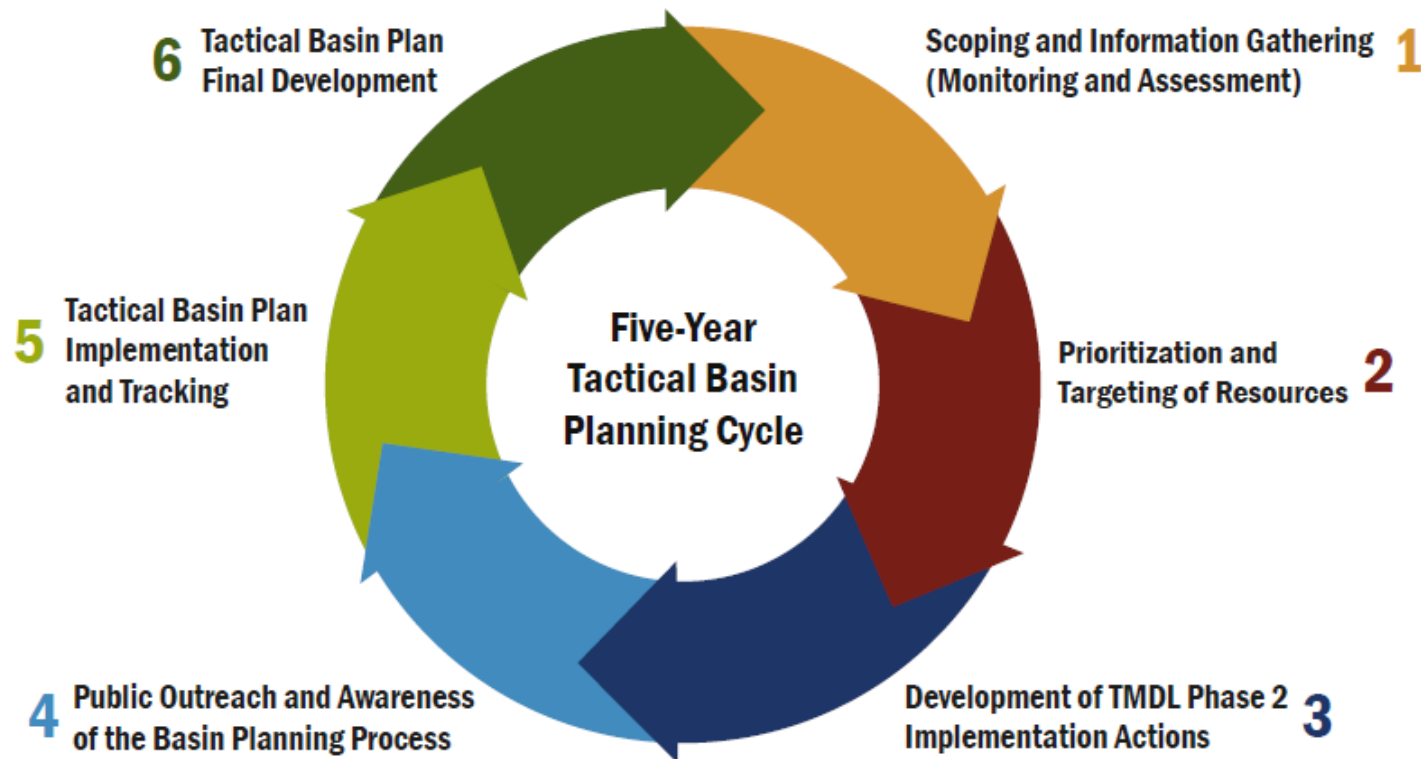 Five-Year
Tactical Basin
Planning Cycle
Scoping and Information Gathering
(Monitoring and Assessment)
1
Prioritization and
Targeting of Resources
2
Development of TMDL Phase 2
Implementation Actions
3
4
Public Outreach and Awareness
of the Basin Planning Process
5
Tactical Basin Plan
Implementation
and Tracking
6
Tactical Basin Plan
Final Development